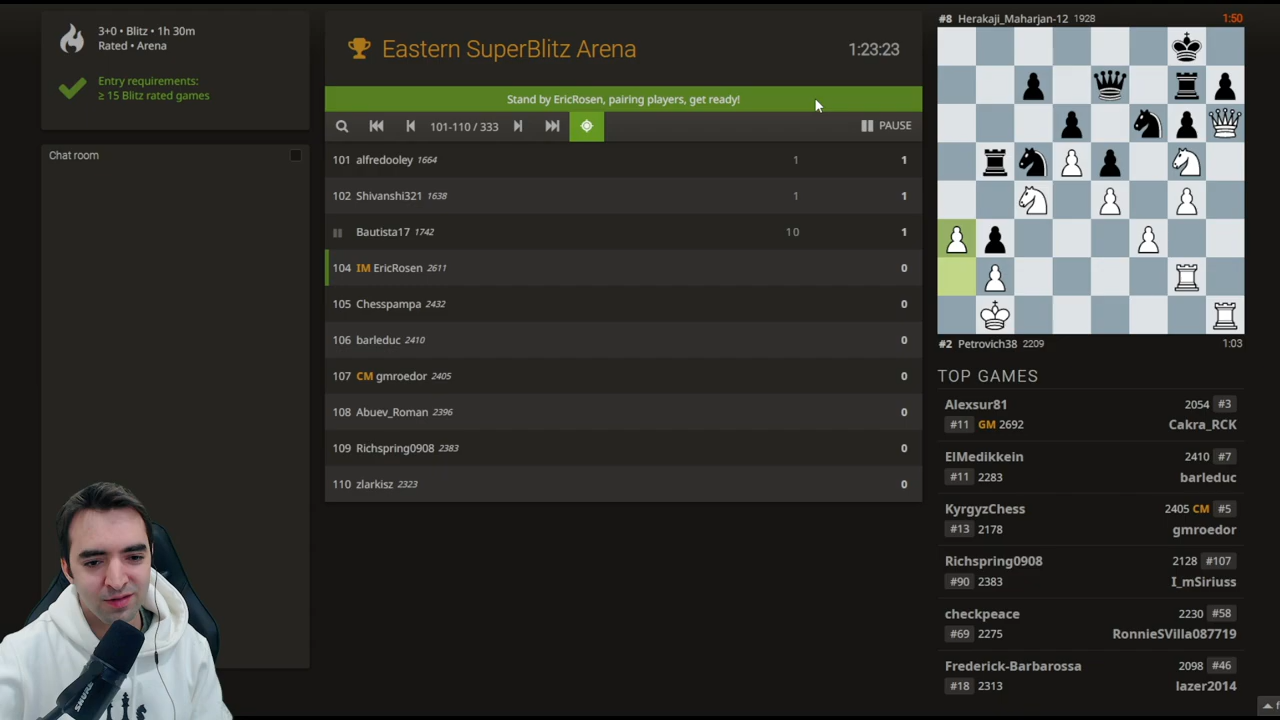 3+0 • Blitz • 1h 30m
Rated • Arena
Entry requirements:
≥ 15 Blitz rated games
Chat room
Eastern SuperBlitz Arena
1:23:23
Stand by EricRosen, pairing players, get ready!
101-110 / 333
PAUSE
101 alfredooley 1664 1 1
102 Shivanshi321 1638 1 1
Bautista17 1742 1 0 1
104 IM EricRosen 2611 0
105 Chesspampa 2432 0
106 barleduc 2410 0
107 CM gmroedor 2405 0
108 Abuev_Roman 2396 0
109 Richspring0908 2383 0
110 zlarkisz 2323 0
#8 Herakaji_Maharjan-12 1928 1:50
#2 Petrovich38 2209 1:03
TOP GAMES
Alexsur81 2054 #3
#11 GM 2692 Cakra_RCK
ElMedikkein 2410 #7
#11 2283 barleduc
KyrgyzChess 2405 CM #5
#13 2178 gmroedor
Richspring0908 2128 #107
#90 2383 I_mSiriuss
checkpeace 2230 #58
#69 2275 RonnieSVilla087719
Frederick-Barbarossa 2098 #46
#18 2313 lazer2014